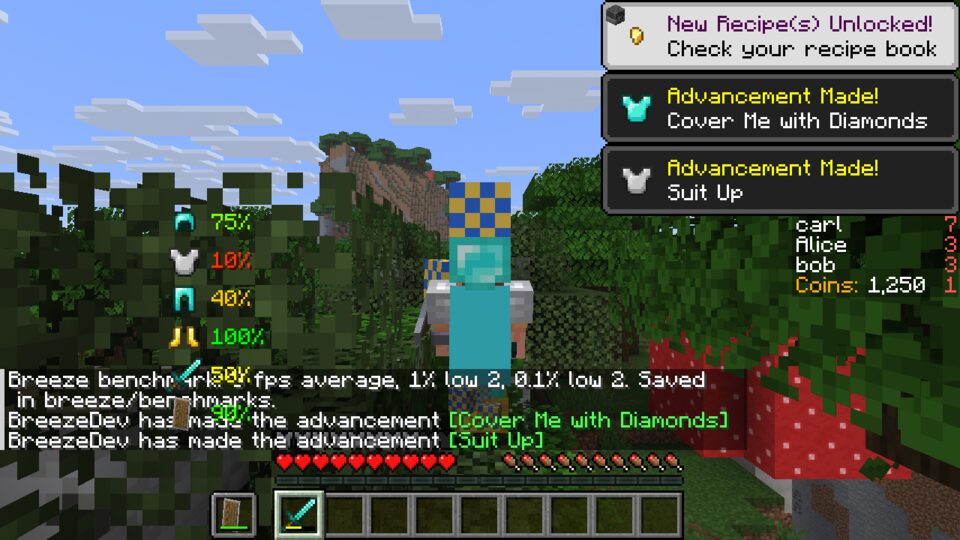 New Recipe(s) Unlocked!
Check your recipe book
Advancement Made!
Cover Me with Diamonds
Advancement Made!
Suit Up
carl 7
Alice 3
bob 3
Coins: 1,250 1
75%
10%
40%
100%
50%
90%
Breeze fps average, 1% low 2, 0.1% low 2. Saved
in breeze/benchmarks.
BreezeDev has made the advancement [Cover Me with Diamonds]
BreezeDev has made the advancement [Suit Up]